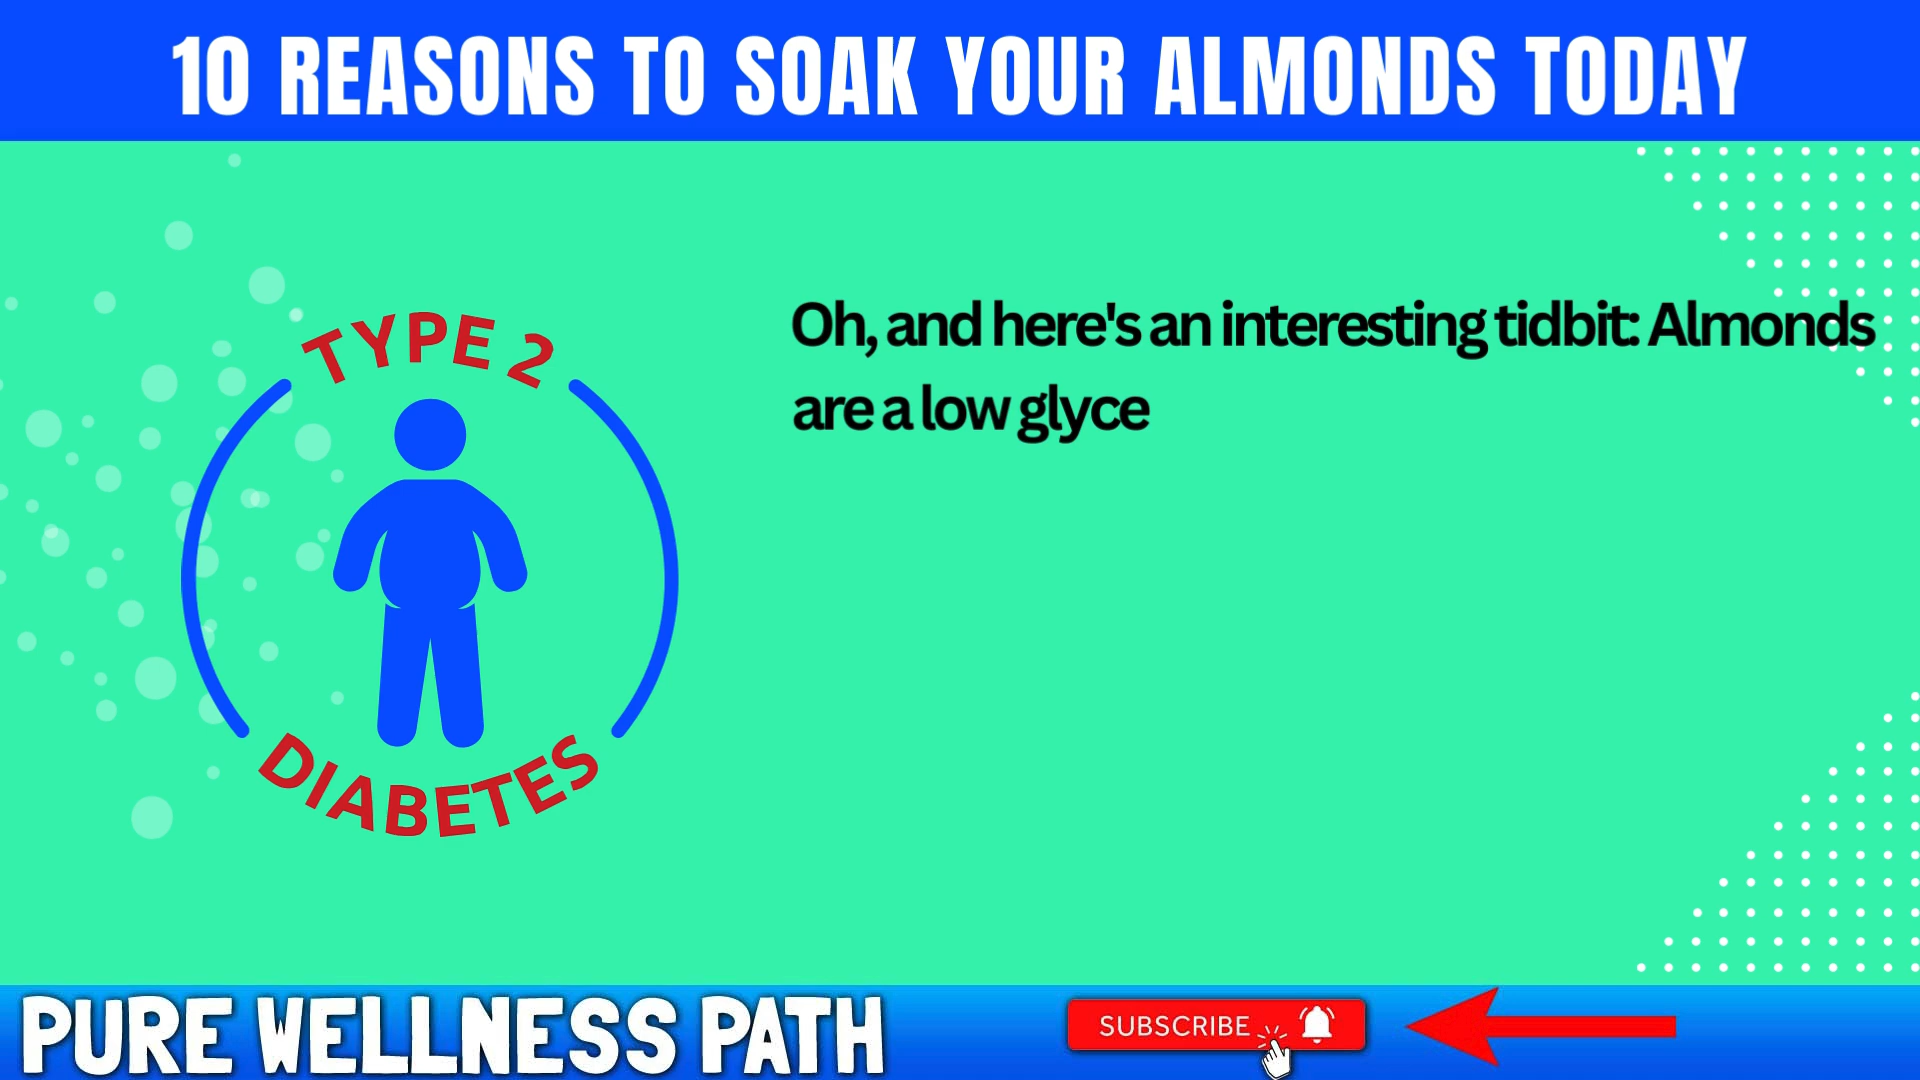 10 REASONS TO SOAK YOUR ALMONDS TODAY
TYPE 2
DIABETES
Oh, and here's an interesting tidbit: Almonds
are a low glyce
PURE WELLNESS PATH
SUBSCRIBE